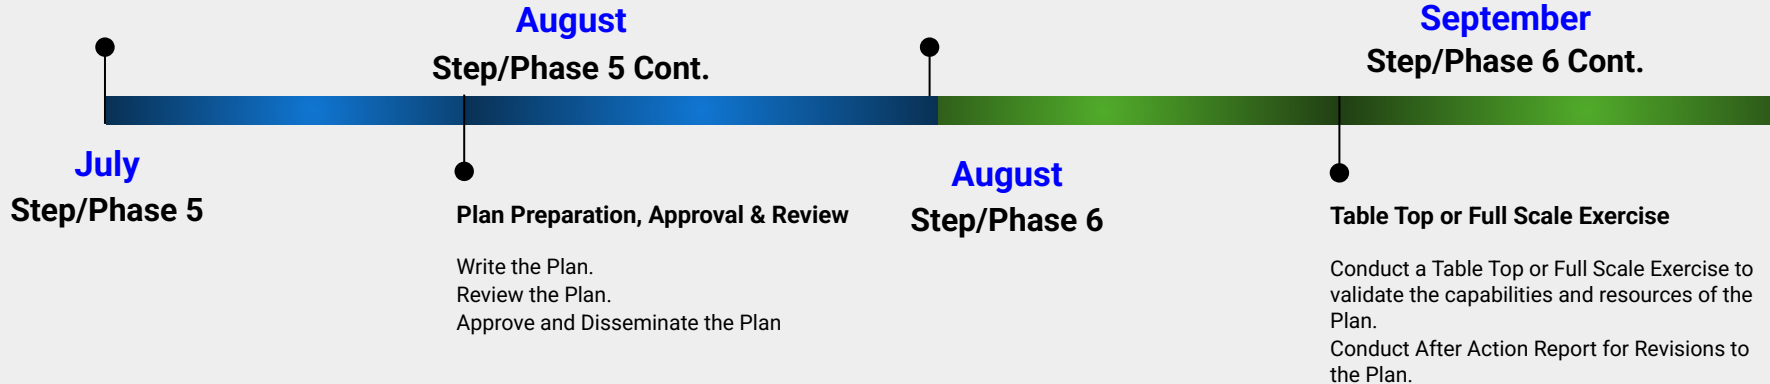 August
Step/Phase 5 Cont.
September
Step/Phase 6 Cont.
July
Step/Phase 5
Plan Preparation, Approval & Review
Write the Plan.
Review the Plan.
Approve and Disseminate the Plan
August
Step/Phase 6
Table Top or Full Scale Exercise
Conduct a Table Top or Full Scale Exercise to
validate the capabilities and resources of the
Plan.
Conduct After Action Report for Revisions to
the Plan.